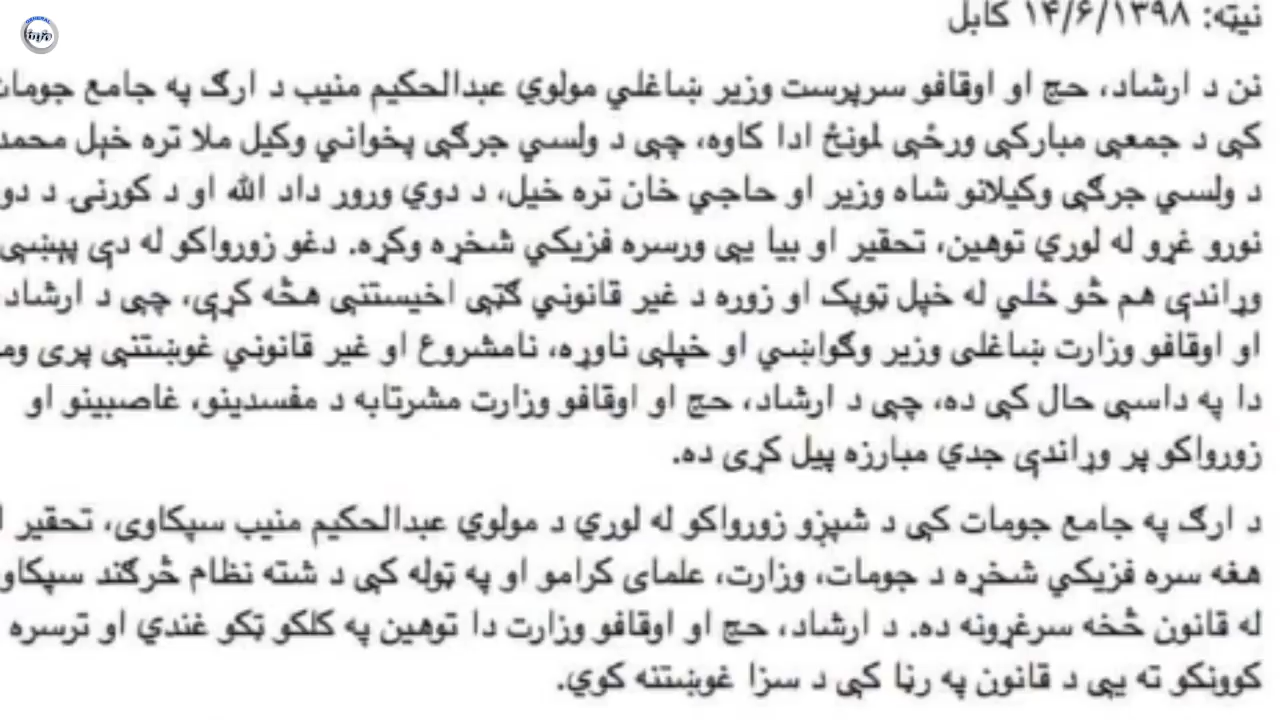 GENERAL
info
نیټه: ۱۴/۶/۱۳۹۸ کابل
نن د ارشاد، حج او اوقافو سرپرست وزیر ښاغلي مولوي عبدالحکیم منیب د ارګ په جامع جومات
کې د جمعې مبارکې ورځې لمونځ ادا کاوه، چې د ولسي جرګې پخواني وکیل ملا تره خېل محمد
د ولسي جرګې وکیلانو شاه وزیر او حاجي خان تره خیل، د دوي ورور داد الله او د کورنۍ د دو
نورو غړو له لوري توهین، تحقیر او بیا یې ورسره فزیکي شخړه وکړه. دغو زورواکو له دې پېښې
وړاندې هم څو ځلي له خپل ټوپک او زوره د غیر قانوني ګټې اخیستنې هڅه کړې، چې د ارشاد
او اوقافو وزارت ښاغلی وزیر وګواښي او خپلې ناوړه، نامشروع او غیر قانوني غوښتنې پرې ومـ
دا په داسې حال کې ده، چې د ارشاد، حج او اوقافو وزارت مشرتابه د مفسدینو، غاصبینو او
زورواکو پر وړاندې جدي مبارزه پیل کړې ده.
د ارګ په جامع جومات کې د شپږو زورواکو له لوري د مولوي عبدالحکیم منیب سپکاوی، تحقیر ا
هغه سره فزیکي شخړه د جومات، وزارت، علمای کرامو او په ټوله کې د شته نظام څرګند سپکاو
له قانون څخه سرغړونه ده. د ارشاد، حج او اوقافو وزارت دا توهین په کلکو ټکو غندي او ترسره
کوونکو ته یې د قانون په رڼا کې د سزا غوښتنه کوي.